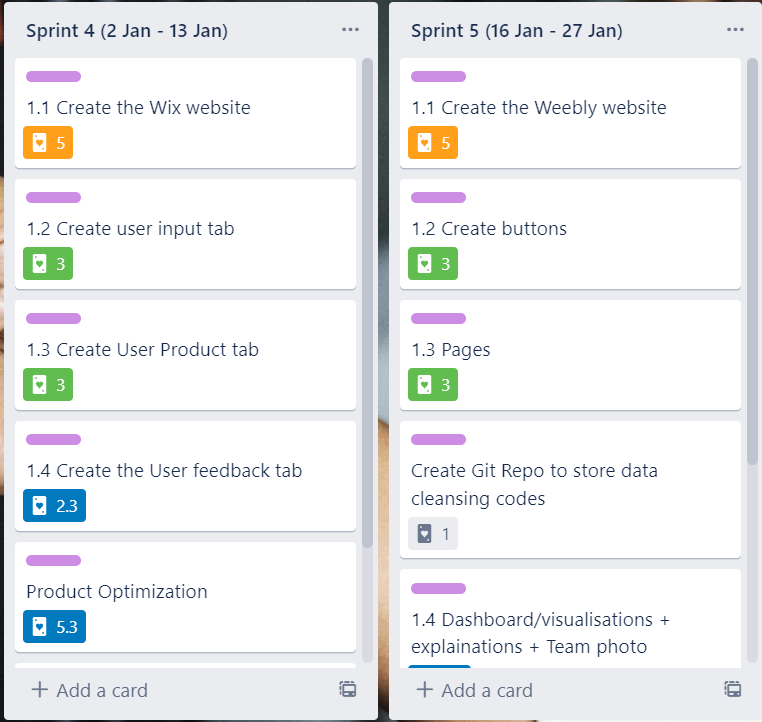 Sprint 4 (2 Jan - 13 Jan)
1.1 Create the Wix website
5
1.2 Create user input tab
3
1.3 Create User Product tab
3
1.4 Create the User feedback tab
2.3
Product Optimization
5.3
Add a card
Sprint 5 (16 Jan - 27 Jan)
1.1 Create the Weebly website
5
1.2 Create buttons
3
1.3 Pages
3
Create Git Repo to store data
cleansing codes
1
1.4 Dashboard/visualisations +
explainations + Team photo
Add a card